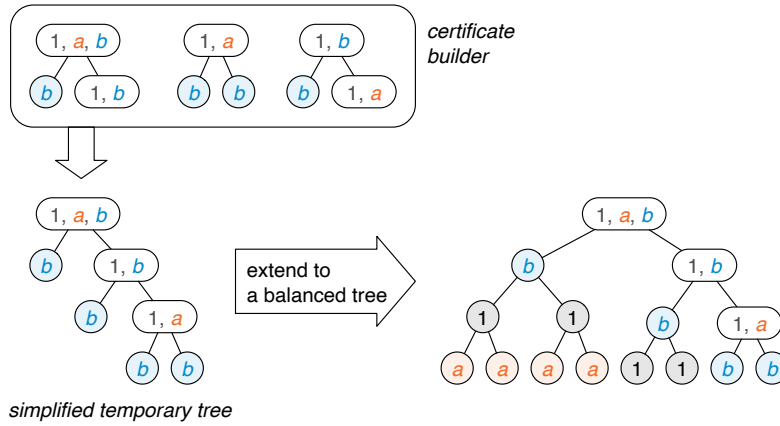 1, a, b
1, a
1, b
certificate
builder
b
1, b
b
b
b
1, a
1, a, b
1, a, b
b
1, b
extend to
a balanced tree
b
1, b
b
1, a
1
1
b
1, a
b
b
a
a
a
a
1
1
b
b
simplified temporary tree